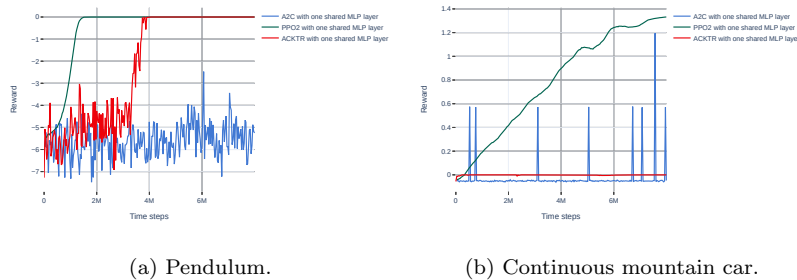 0
−1
−2
−3
−4
−5
−6
−7
Reward
0
2M
4M
6M
Time steps
A2C with one shared MLP layer
PPO2 with one shared MLP layer
ACKTR with one shared MLP layer
1.4
1.2
1
0.8
0.6
0.4
0.2
0
Reward
0
2M
4M
6M
Time steps
A2C with one shared MLP layer
PPO2 with one shared MLP layer
ACKTR with one shared MLP layer
(a) Pendulum.
(b) Continuous mountain car.